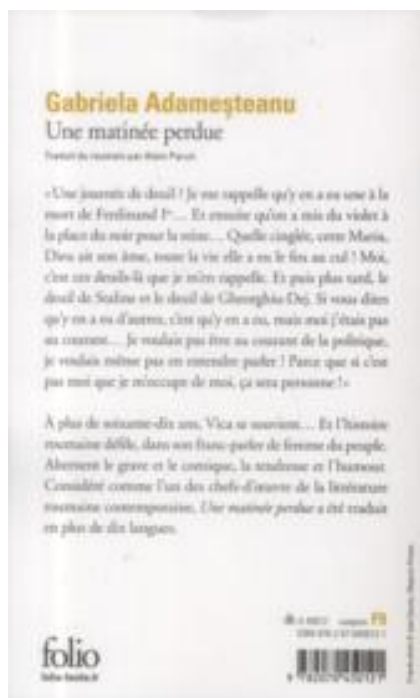 Gabriela Adameşteanu
Une matinée perdue
Traduit du roumain par Alain Paruit
«Une journée de deuil ! Je me rappelle qu'y en a eu une à la
mort de Ferdinand Iᵉʳ... Et ensuite qu'on a mis du violet à
la place du noir pour la reine... Quelle cinglée, cette Maria,
Dieu ait son âme, toute la vie elle a eu le feu au cul ! Moi,
c'est ces deuils-là que je m'en rappelle. Et puis plus tard, le
deuil de Staline et le deuil de Gheorghiu-Dej. Si vous dites
qu'y en a eu d'autres, c'est qu'y en a eu, mais moi j'étais pas
au courant... Je voulais pas être au courant de la politique,
je voulais même pas en entendre parler ! Parce que si c'est
pas moi que je m'occupe de moi, ça sera personne !»
À plus de soixante-dix ans, Vica se souvient... Et l'histoire
roumaine défile, dans son franc-parler de femme du peuple.
Alternent le grave et le comique, la tendresse et l'humour.
Considéré comme l'un des chefs-d'œuvre de la littérature
roumaine contemporaine, Une matinée perdue a été traduit
en plus de dix langues.
folio
folio-lesite.fr
catégorie F9